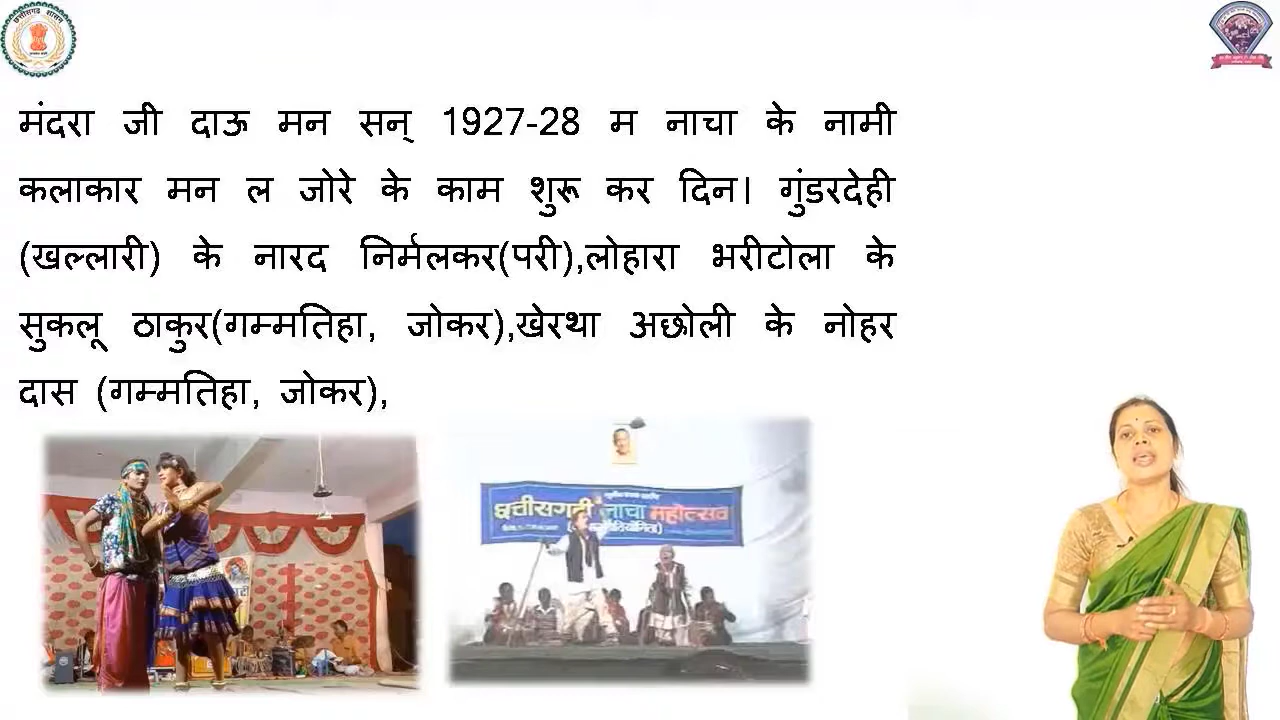 मंदरा जी दाऊ मन सन् 1927-28 म नाचा के नामी
कलाकार मन ल जोरे के काम शुरू कर दिन। गुंडरदेही
(खल्लारी) के नारद निर्मलकर(परी),लोहारा भरीटोला के
सुकलू ठाकुर(गम्मतिहा, जोकर),खेरथा अछोली के नोहर
दास (गम्मतिहा, जोकर),
छत्तीसगढ़ी नाचा महोत्सव